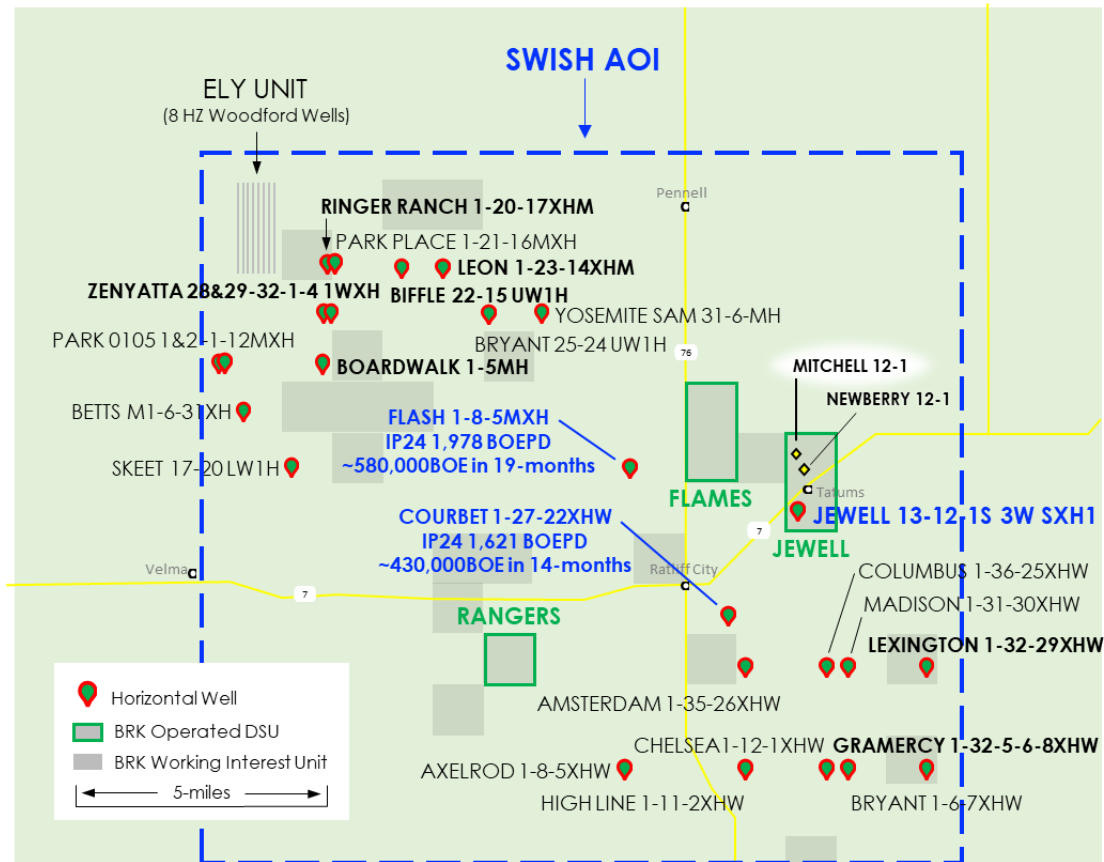 SWISH AOI
ELY UNIT
(8 HZ Woodford Wells)
Pennell
RINGER RANCH 1-20-17XHM
PARK PLACE 1-21-16MXH
LEON 1-23-14XHM
ZENYATTA 28&29-32-1-4 1WXH
BIFFLE 22-15 UW1H
YOSEMITE SAM 31-6-MH
PARK 0105 1&2-1-12MXH
BRYANT 25-24 UW1H
76
BOARDWALK 1-5MH
MITCHELL 12-1
NEWBERRY 12-1
BETTS M1-6-31XH
FLASH 1-8-5MXH
IP24 1,978 BOEPD
~580,000BOE in 19-months
SKEET 17-20 LW1H
FLAMES
Tatums
JEWELL 13-12-1S 3W SXH1
JEWELL
COURBET 1-27-22XHW
IP24 1,621 BOEPD
~430,000BOE in 14-months
7
Velma
Ratliff City
COLUMBUS 1-36-25XHW
7
MADISON 1-31-30XHW
RANGERS
LEXINGTON 1-32-29XHW
Horizontal Well
BRK Operated DSU
BRK Working Interest Unit
5-miles
AMSTERDAM 1-35-26XHW
CHELSEA1-12-1XHW
GRAMERCY 1-32-5-6-8XHW
AXELROD 1-8-5XHW
HIGH LINE 1-11-2XHW
BRYANT 1-6-7XHW